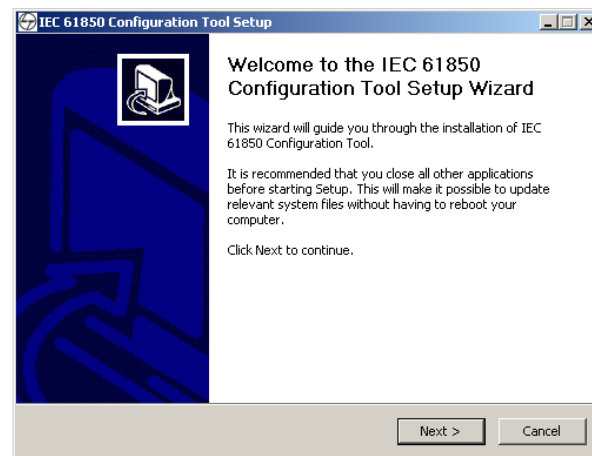 IEC 61850 Configuration Tool Setup
Welcome to the IEC 61850
Configuration Tool Setup Wizard
This wizard will guide you through the installation of IEC
61850 Configuration Tool.
It is recommended that you close all other applications
before starting Setup. This will make it possible to update
relevant system files without having to reboot your
computer.
Click Next to continue.
Next >
Cancel